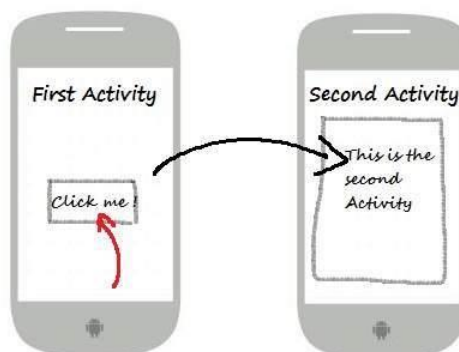 First Activity
Click me !
Second Activity
This is the
second
Activity